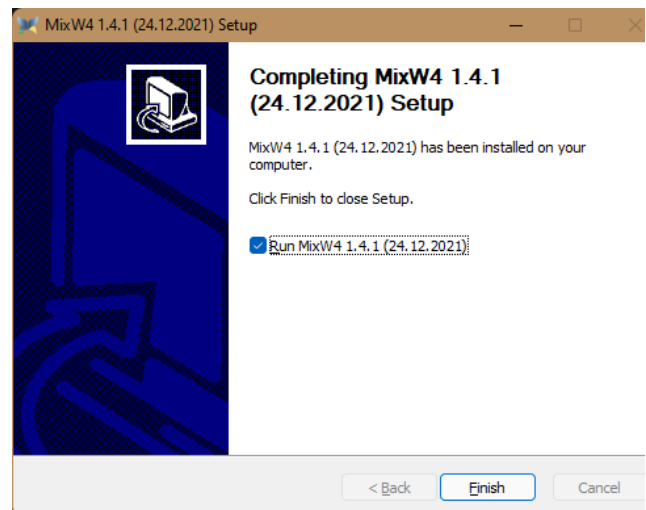 MixW4 1.4.1 (24.12.2021) Setup
Completing MixW4 1.4.1
(24.12.2021) Setup
MixW4 1.4.1 (24.12.2021) has been installed on your
computer.
Click Finish to close Setup.
Run MixW4 1.4.1 (24.12.2021)
< Back
Finish
Cancel